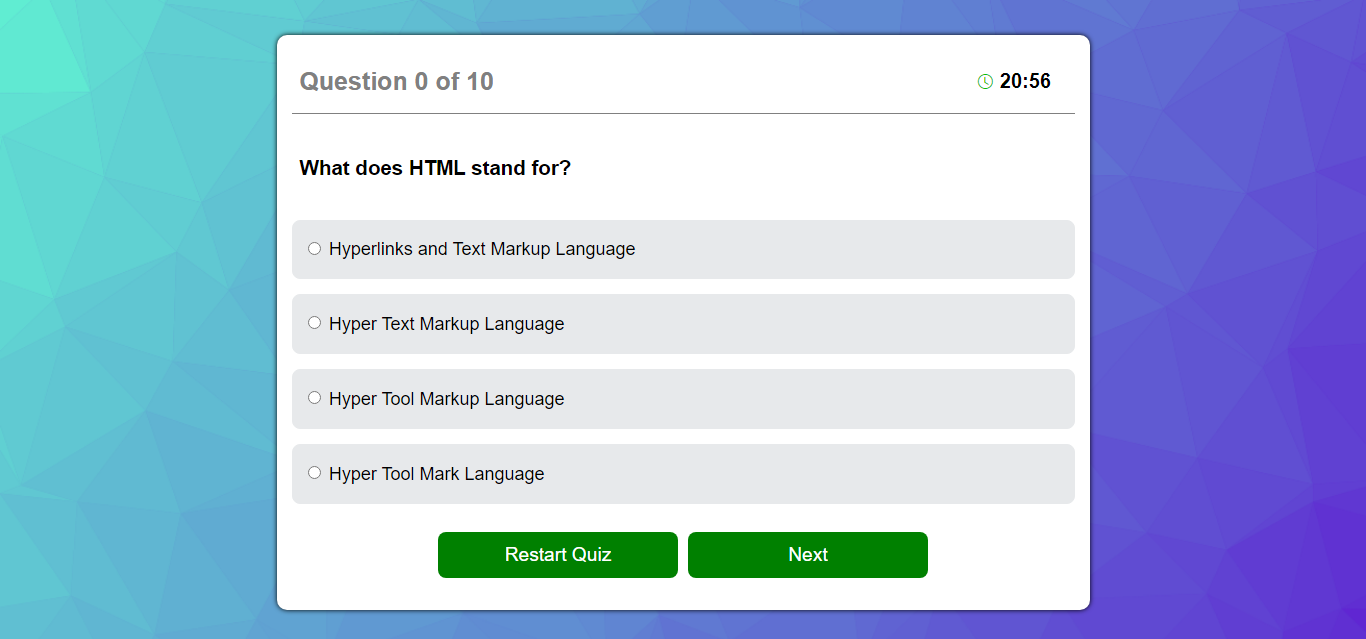 Question 0 of 10
20:56
What does HTML stand for?
Hyperlinks and Text Markup Language
Hyper Text Markup Language
Hyper Tool Markup Language
Hyper Tool Mark Language
Restart Quiz
Next